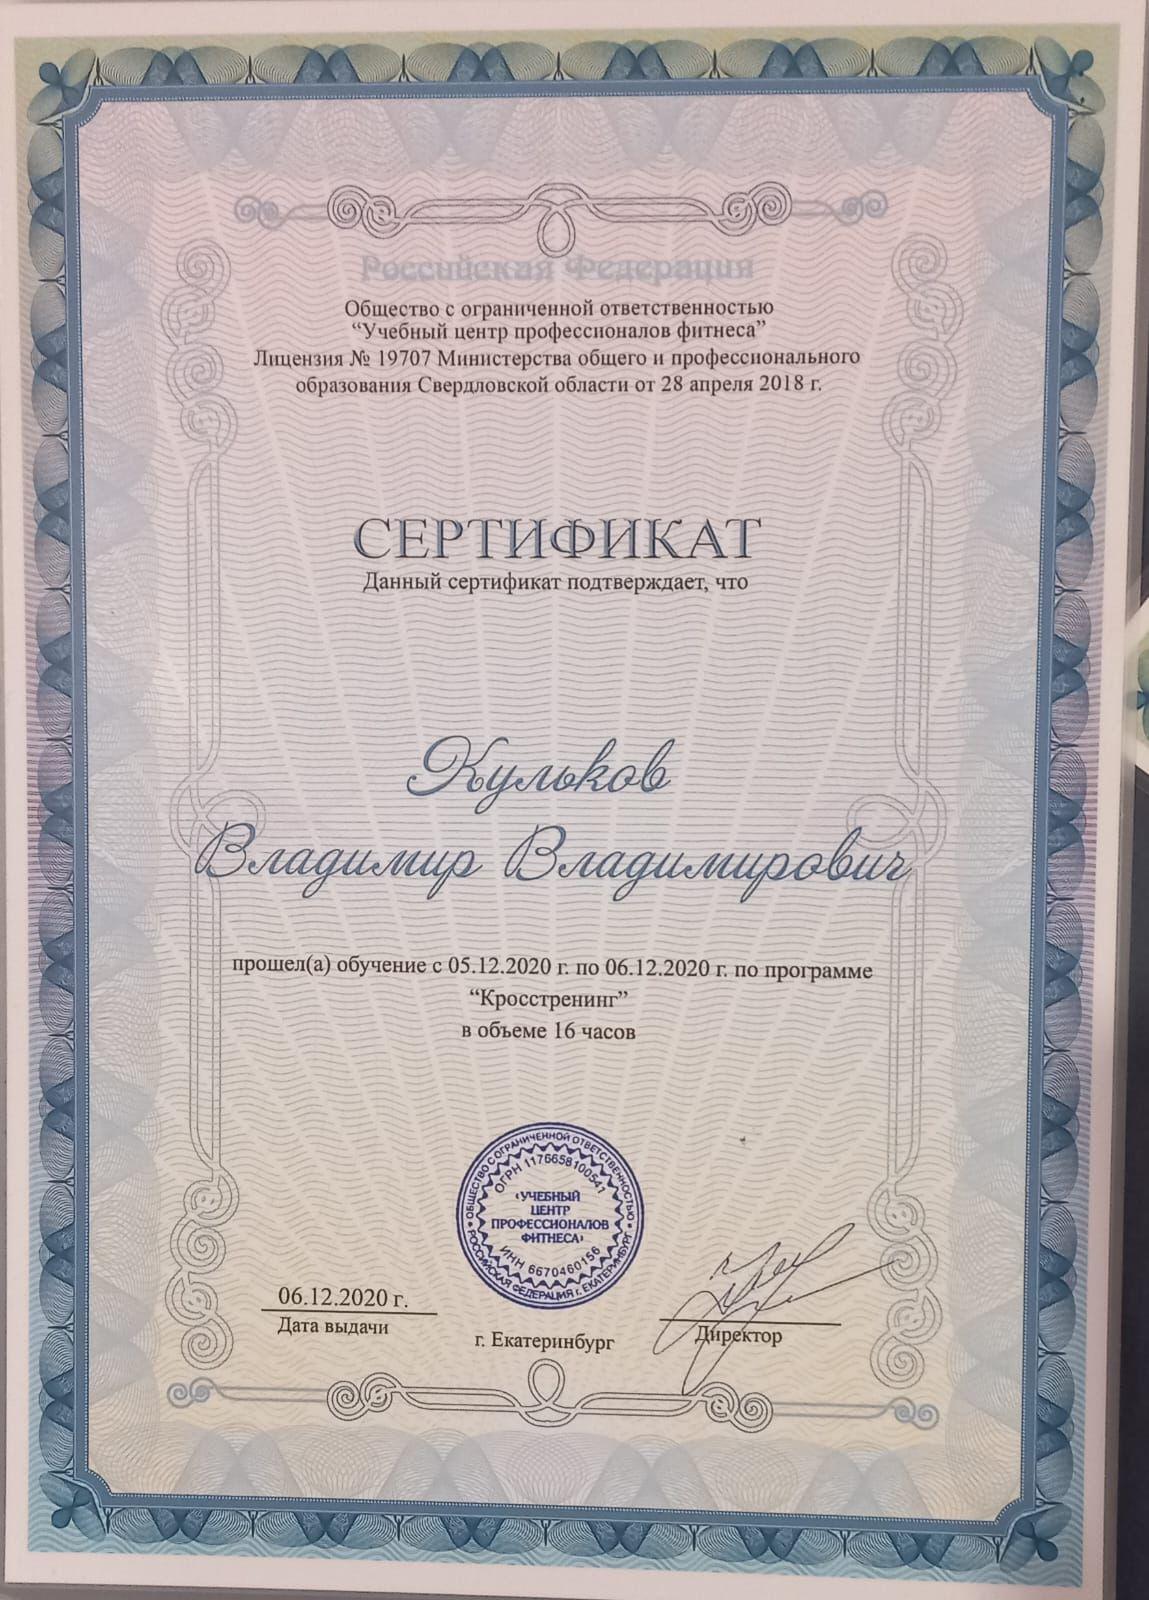 Российская Федерация
Общество с ограниченной ответственностью
“Учебный центр профессионалов фитнеса”
Лицензия № 19707 Министерства общего и профессионального
образования Свердловской области от 28 апреля 2018 г.
СЕРТИФИКАТ
Данный сертификат подтверждает, что
Кульков
Владимир Владимирович
прошел(а) обучение с 05.12.2020 г. по 06.12.2020 г. по программе
“Кросстренинг”
в объеме 16 часов
ОБЩЕСТВО С ОГРАНИЧЕННОЙ ОТВЕТСТВЕННОСТЬЮ
ОГРН 1176658100541
«УЧЕБНЫЙ
ЦЕНТР
ПРОФЕССИОНАЛОВ
ФИТНЕСА»
ИНН 6670460156
РОССИЙСКАЯ ФЕДЕРАЦИЯ г. ЕКАТЕРИНБУРГ
06.12.2020 г.
Дата выдачи
г. Екатеринбург
Директор